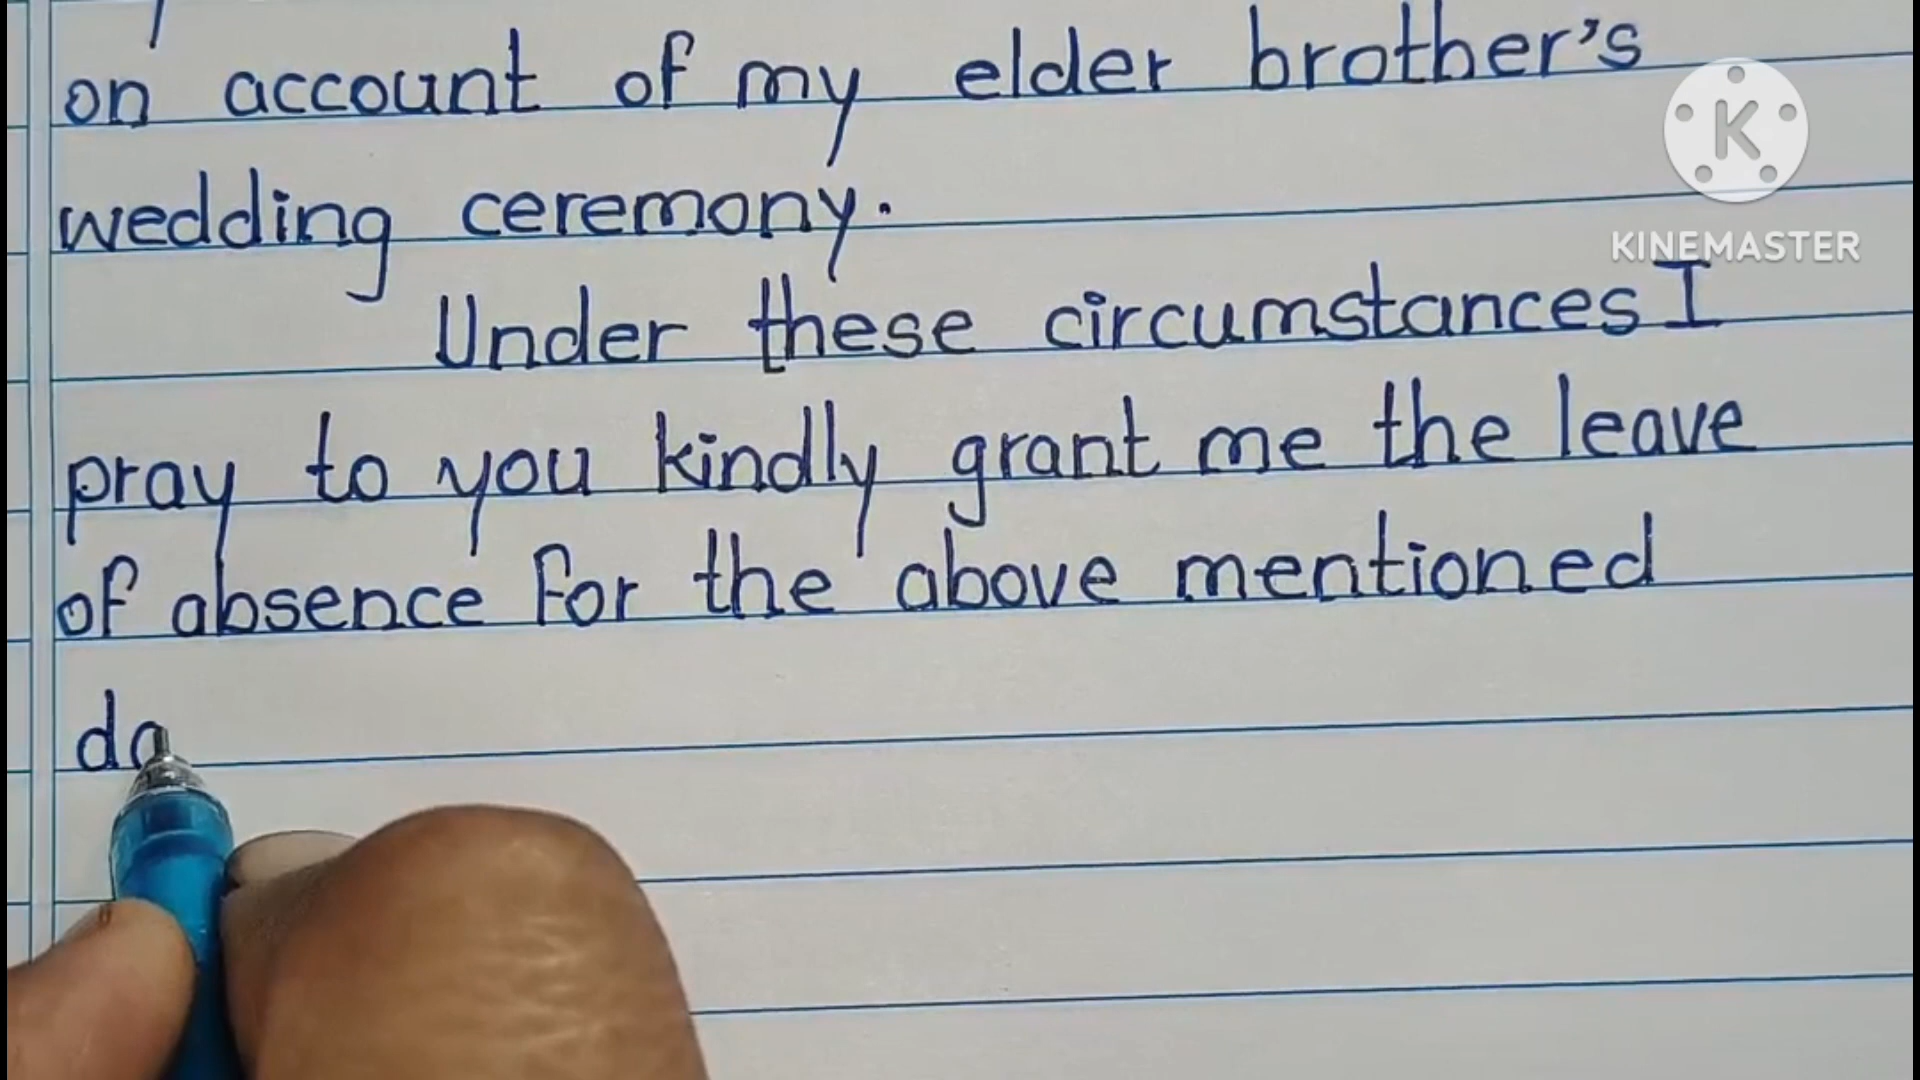 on account of my elder brother's
wedding ceremony.
Under these circumstances I
pray to you kindly grant me the leave
of absence for the above mentioned
da
K
KINEMASTER